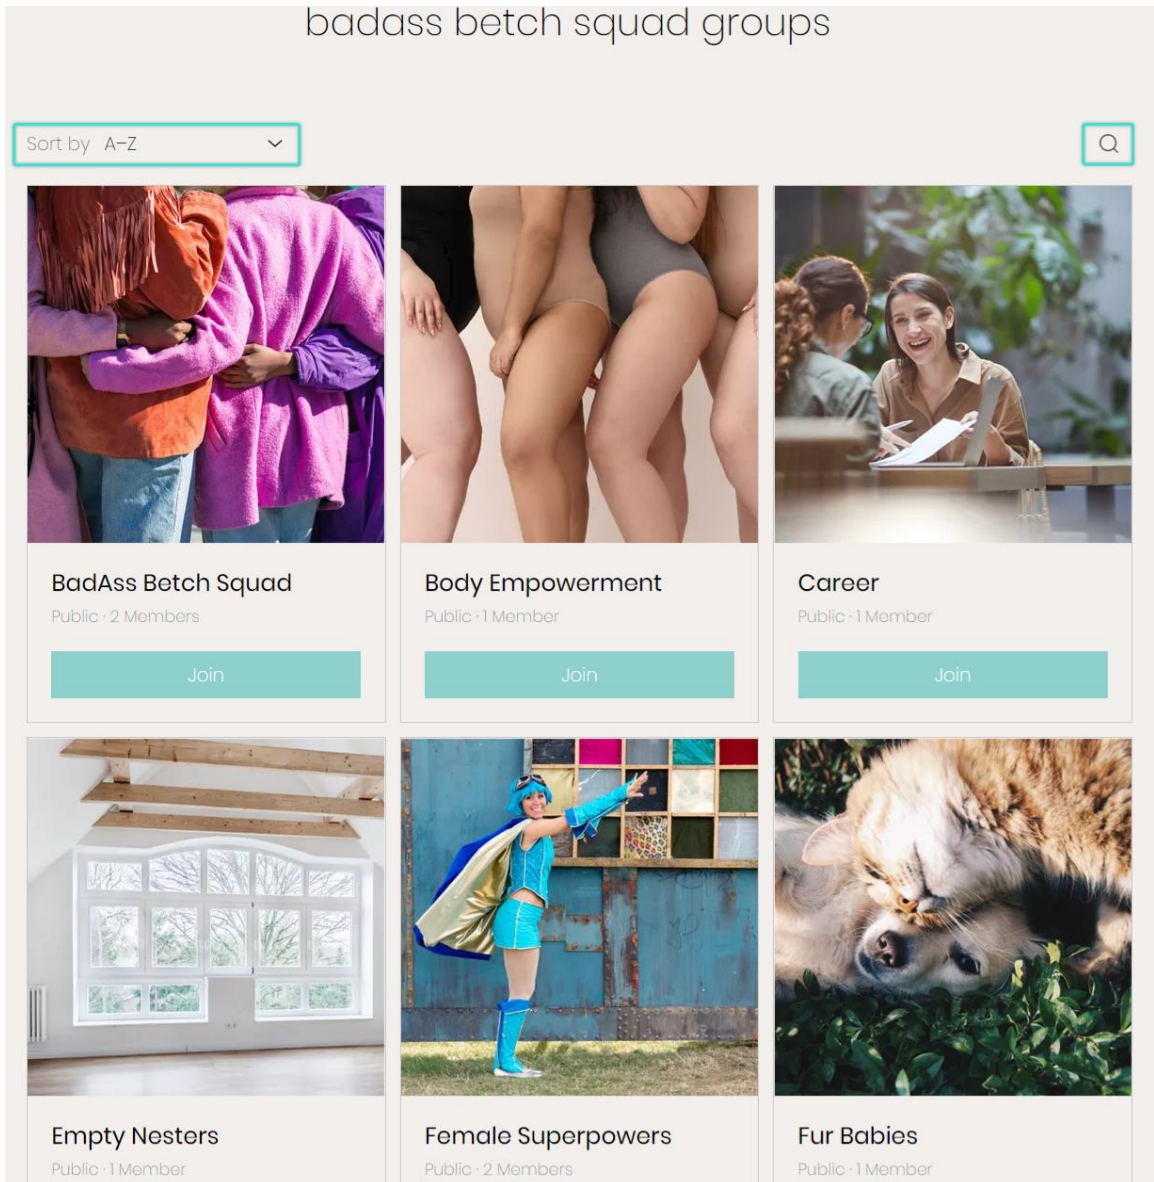 badass betch squad groups
Sort by A-Z
BadAss Betch Squad
Public · 2 Members
Join
Body Empowerment
Public · 1 Member
Join
Career
Public · 1 Member
Join
Empty Nesters
Public · 1 Member
Female Superpowers
Public · 2 Members
Fur Babies
Public · 1 Member